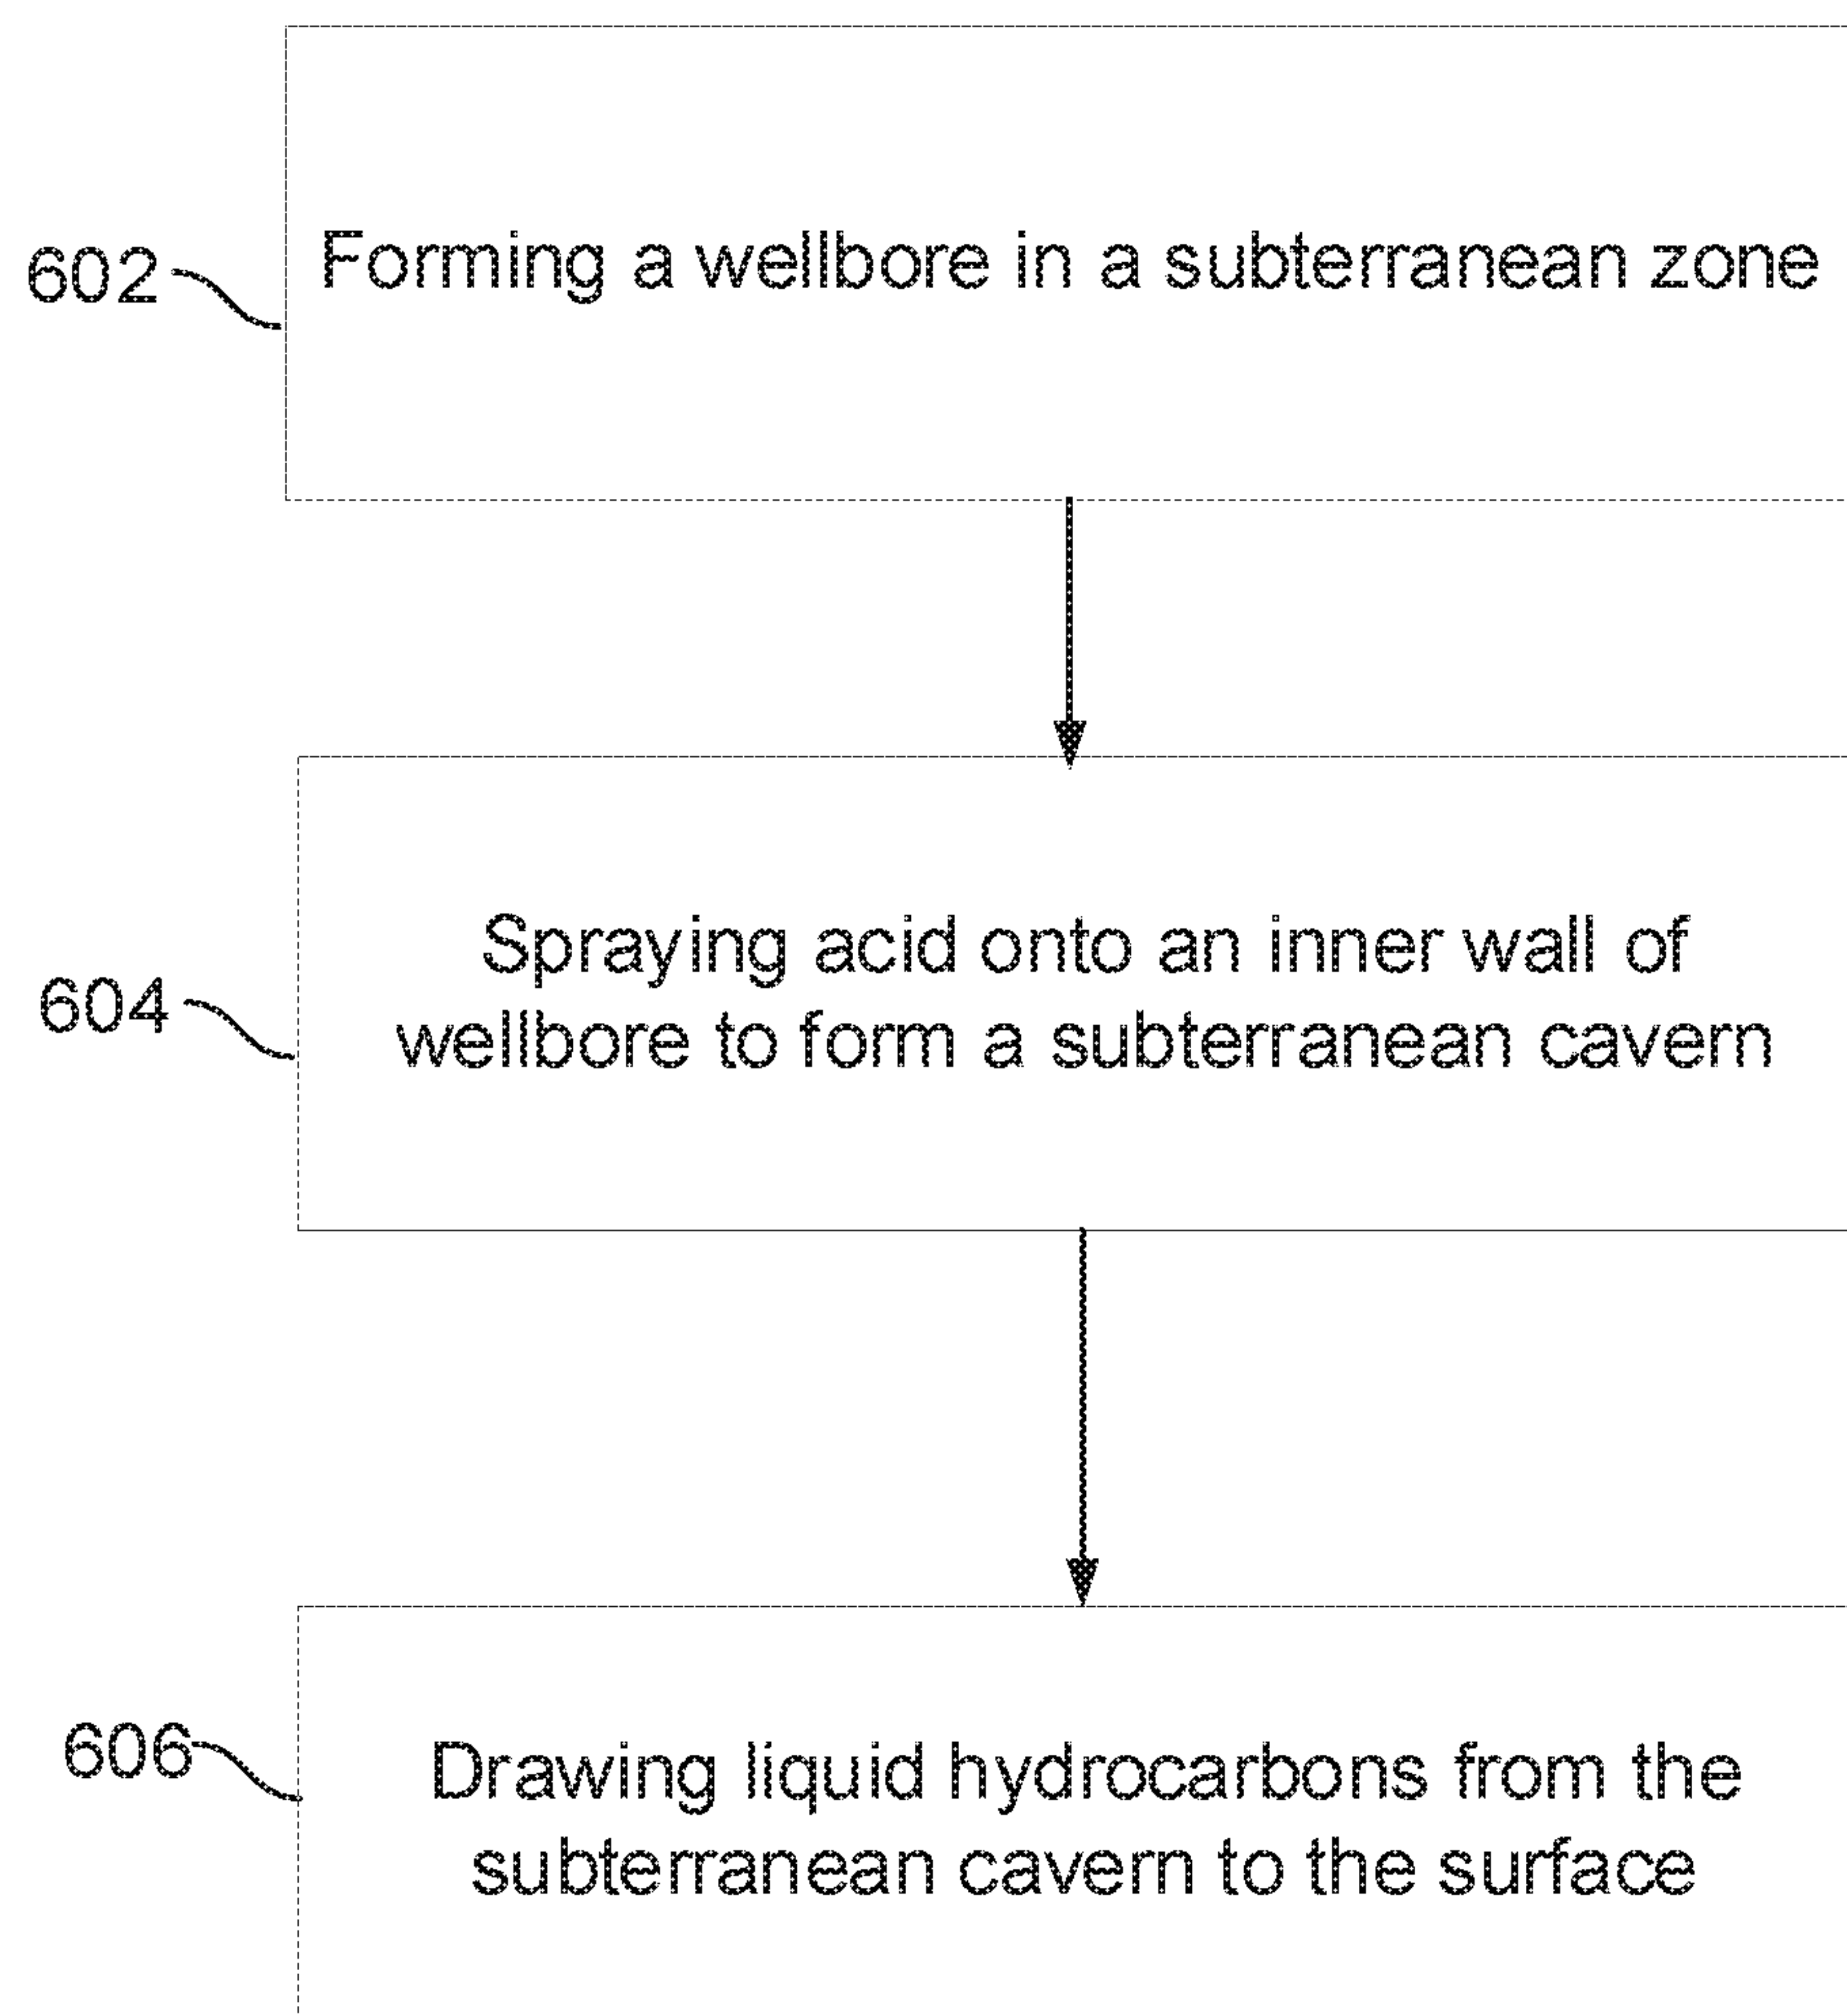 602
Forming a wellbore in a subterranean zone
604
Spraying acid onto an inner wall of
wellbore to form a subterranean cavern
606
Drawing liquid hydrocarbons from the
subterranean cavern to the surface